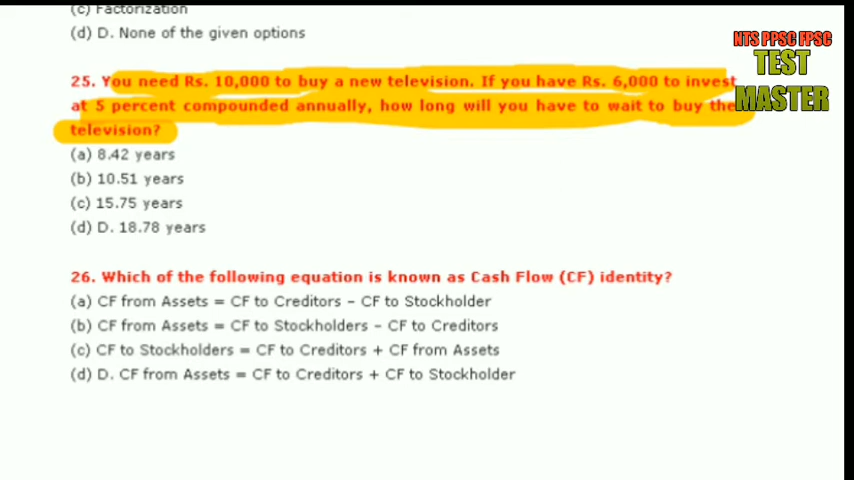 (c) Factorization
(d) D. None of the given options
25. You need Rs. 10,000 to buy a new television. If you have Rs. 6,000 to invest
at 5 percent compounded annually, how long will you have to wait to buy the
television?
(a) 8.42 years
(b) 10.51 years
(c) 15.75 years
(d) D. 18.78 years
26. Which of the following equation is known as Cash Flow (CF) identity?
(a) CF from Assets = CF to Creditors – CF to Stockholder
(b) CF from Assets = CF to Stockholders – CF to Creditors
(c) CF to Stockholders = CF to Creditors + CF from Assets
(d) D. CF from Assets = CF to Creditors + CF to Stockholder
NTS PPSC FPSC
TEST
MASTER